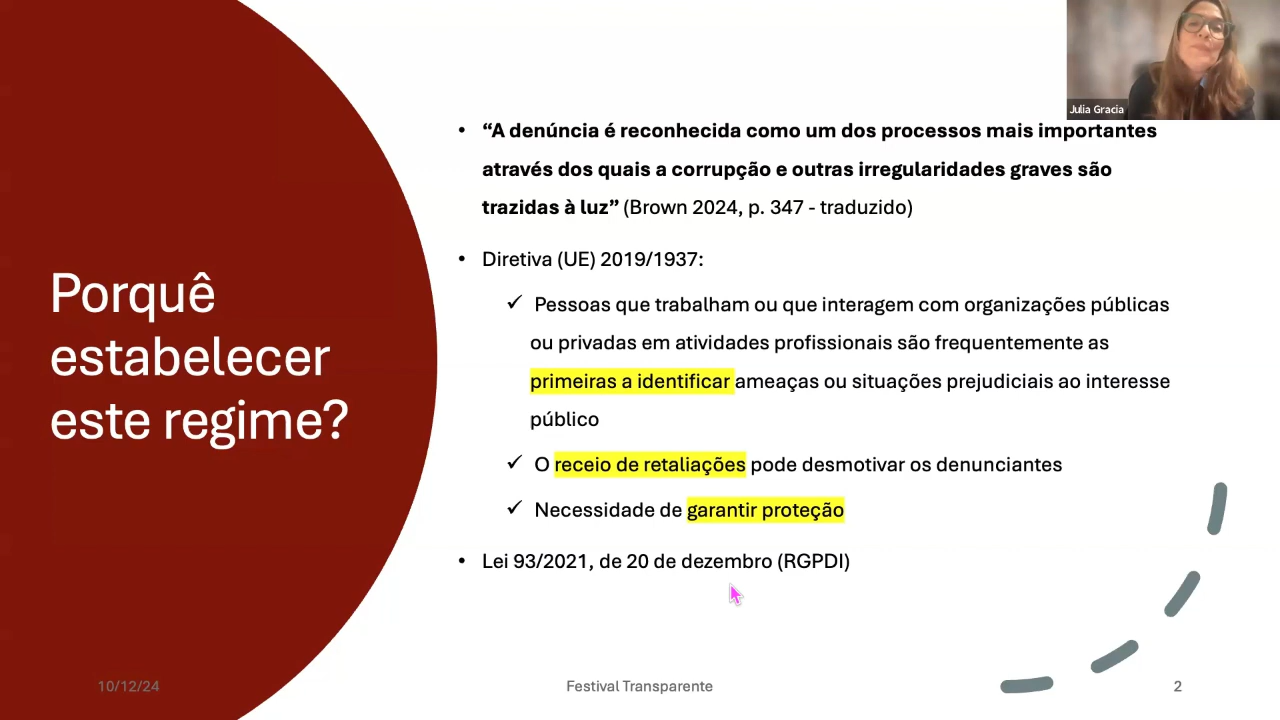 Julia Gracia
Porquê
estabelecer
este regime?
• “A denúncia é reconhecida como um dos processos mais importantes
através dos quais a corrupção e outras irregularidades graves são
trazidas à luz” (Brown 2024, p. 347 - traduzido)
• Diretiva (UE) 2019/1937:
✓ Pessoas que trabalham ou que interagem com organizações públicas
ou privadas em atividades profissionais são frequentemente as
primeiras a identificar ameaças ou situações prejudiciais ao interesse
público
✓ O receio de retaliações pode desmotivar os denunciantes
✓ Necessidade de garantir proteção
• Lei 93/2021, de 20 de dezembro (RGPDI)
10/12/24
Festival Transparente
2